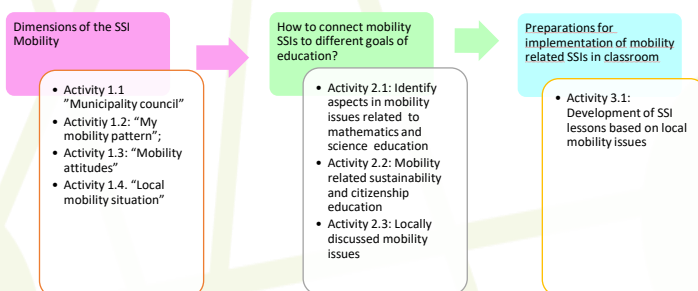 Dimensions of the SSI
Mobility
• Activity 1.1
"Municipality council"
• Activitiy 1.2: “My
mobility pattern”;
• Activity 1.3: “Mobility
attitudes”
• Activity 1.4. “Local
mobility situation”
How to connect mobility
SSIs to different goals of
education?
• Activity 2.1: Identify
aspects in mobility
issues related to
mathematics and
science education
• Activity 2.2: Mobility
related sustainability
and citizenship
education
• Activity 2.3: Locally
discussed mobility
issues
Preparations for
implementation of mobility
related SSIs in classroom
• Activity 3.1:
Development of SSI
lessons based on local
mobility issues